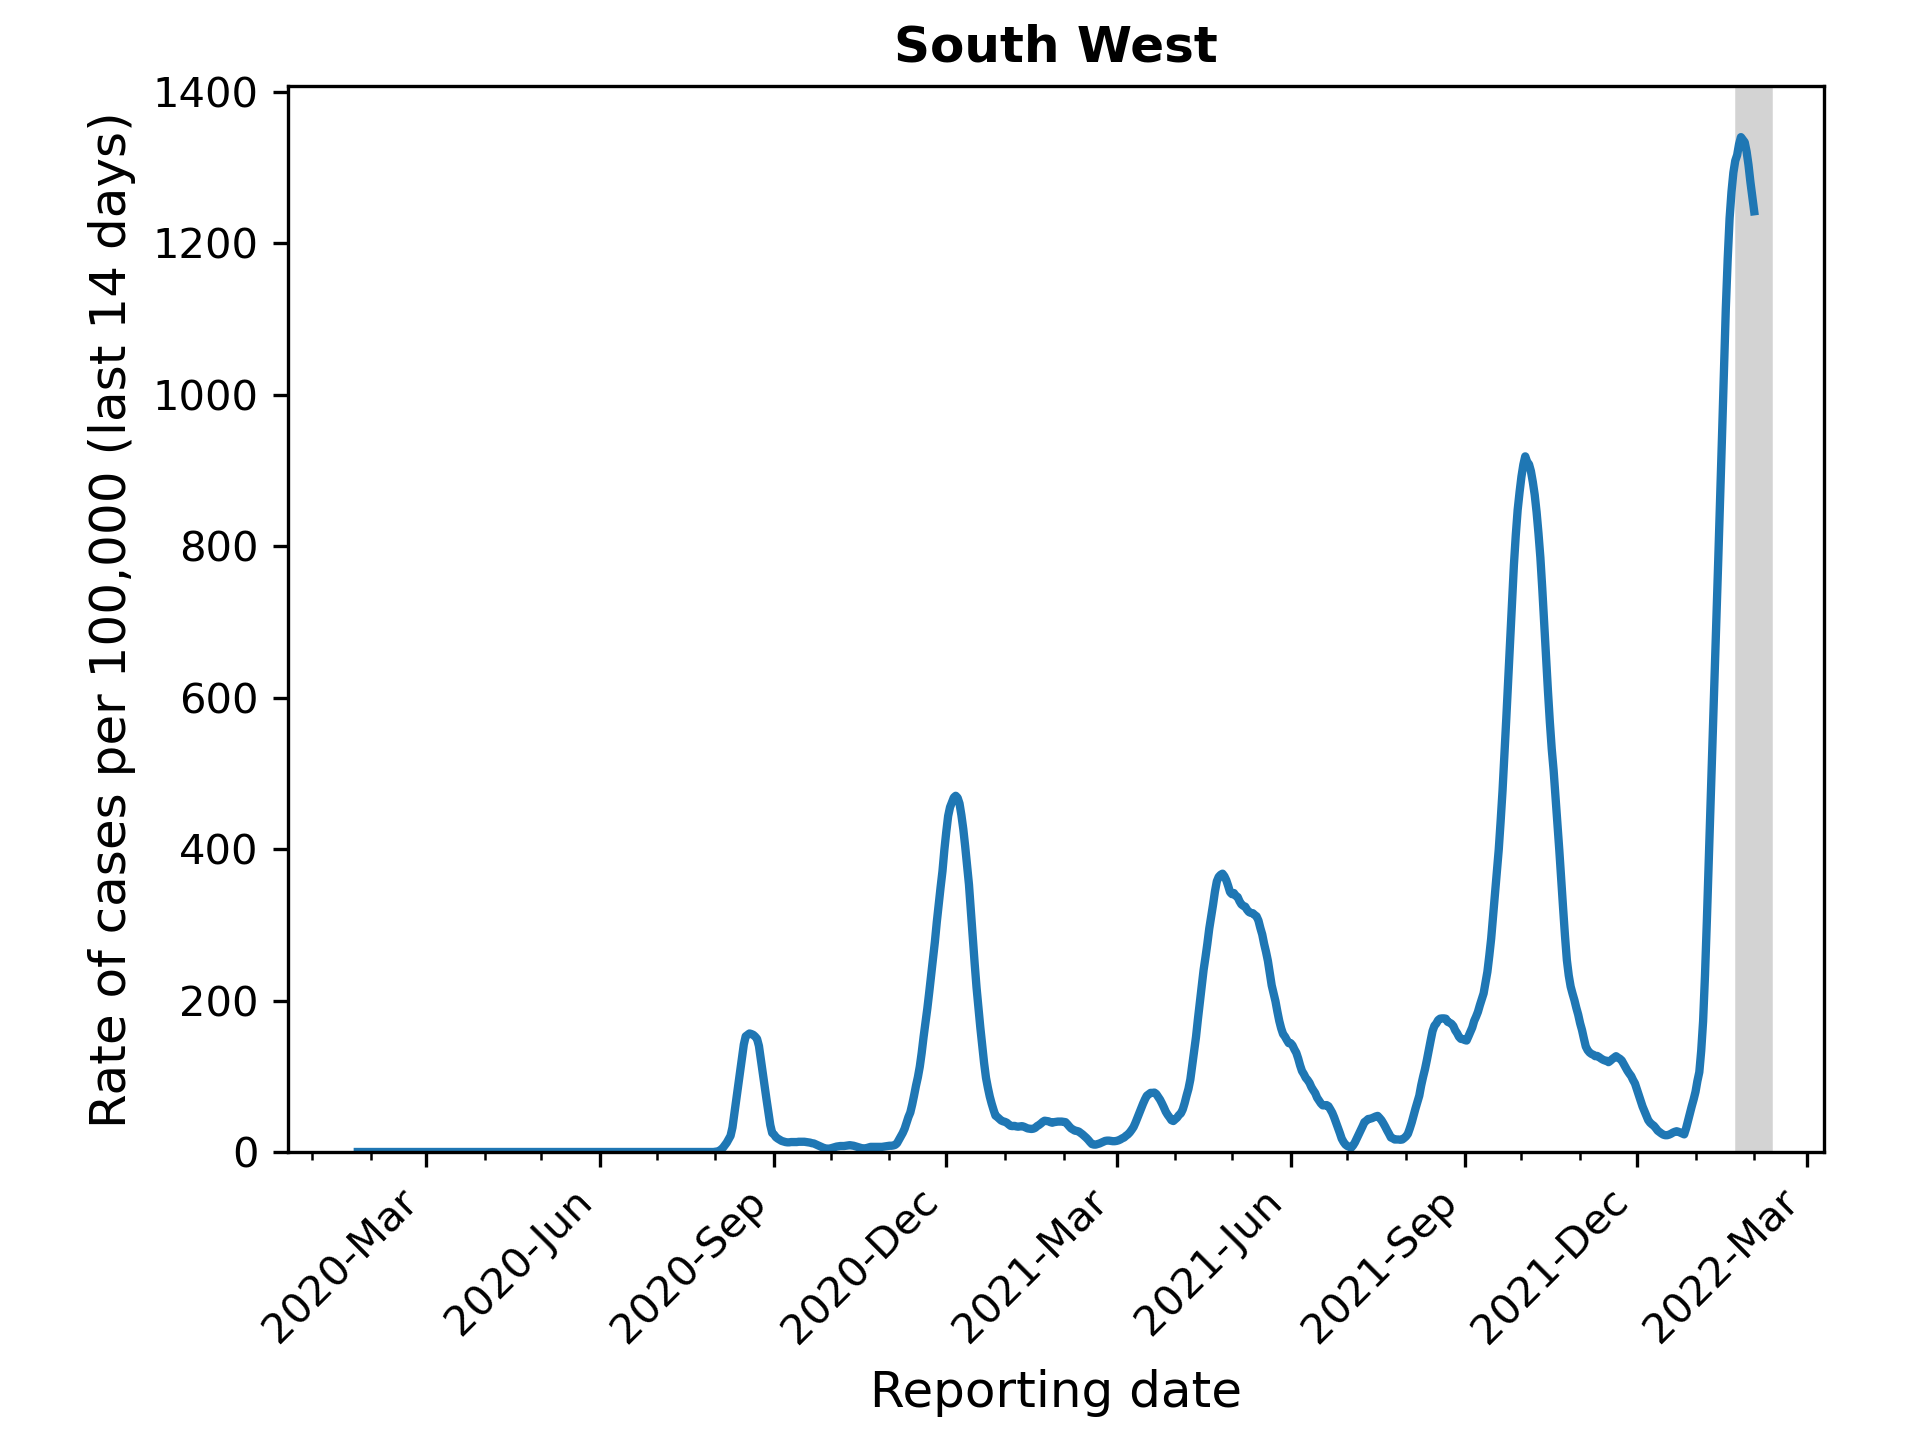 South West
Rate of cases per 100,000 (last 14 days)
1400
1200
1000
800
600
400
200
0
2020-Mar
2020-Jun
2020-Sep
2020-Dec
2021-Mar
2021-Jun
2021-Sep
2021-Dec
2022-Mar
Reporting date